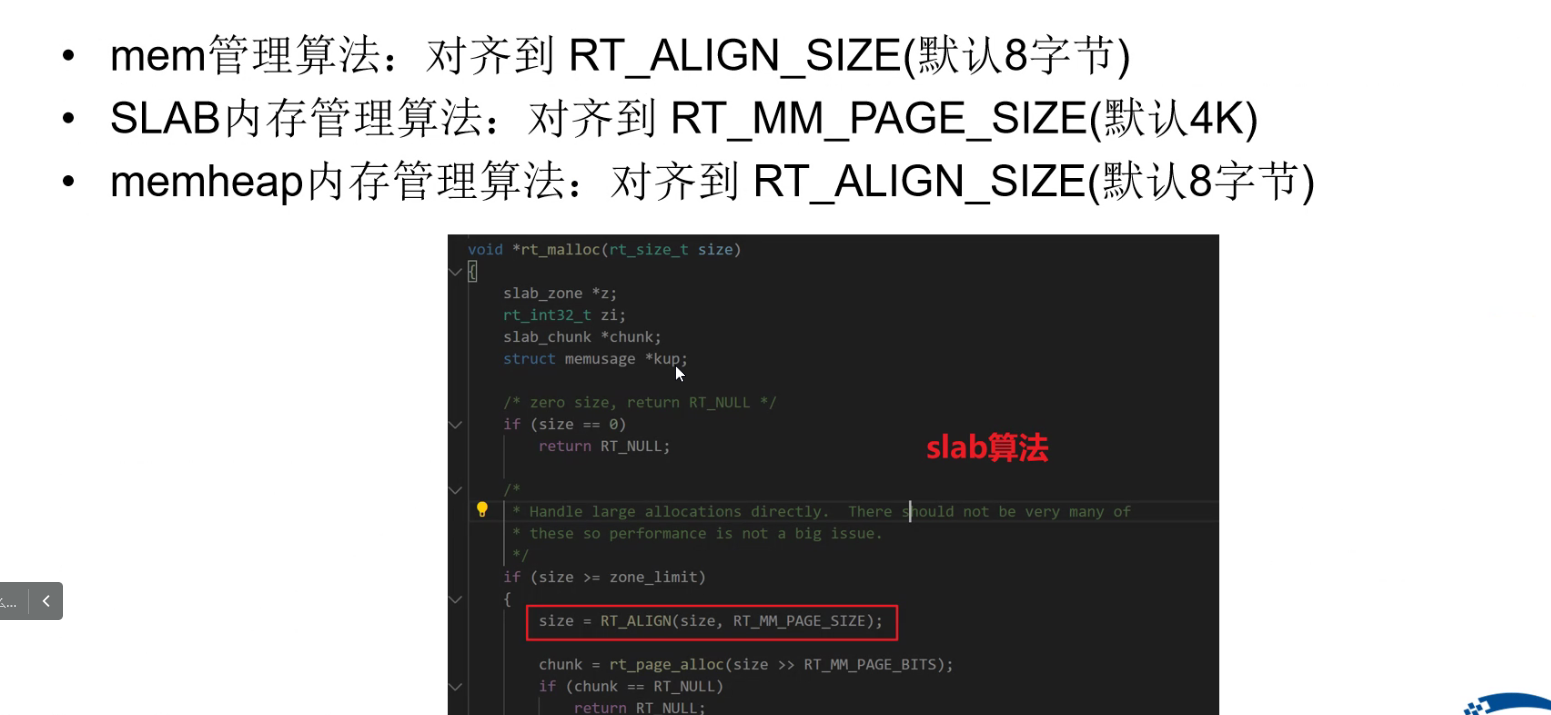 • mem管理算法：对齐到 RT_ALIGN_SIZE(默认8字节)
• SLAB内存管理算法：对齐到 RT_MM_PAGE_SIZE(默认4K)
• memheap内存管理算法：对齐到 RT_ALIGN_SIZE(默认8字节)
void *rt_malloc(rt_size_t size)
{
slab_zone *z;
rt_int32_t zi;
slab_chunk *chunk;
struct memusage *kup;
/* zero size, return RT_NULL */
if (size == 0)
return RT_NULL;
slab算法
/*
* Handle large allocations directly.  There should not be very many of
* these so performance is not a big issue.
*/
if (size >= zone_limit)
{
size = RT_ALIGN(size, RT_MM_PAGE_SIZE);
chunk = rt_page_alloc(size >> RT_MM_PAGE_BITS);
if (chunk == RT_NULL)
return RT_NULL;